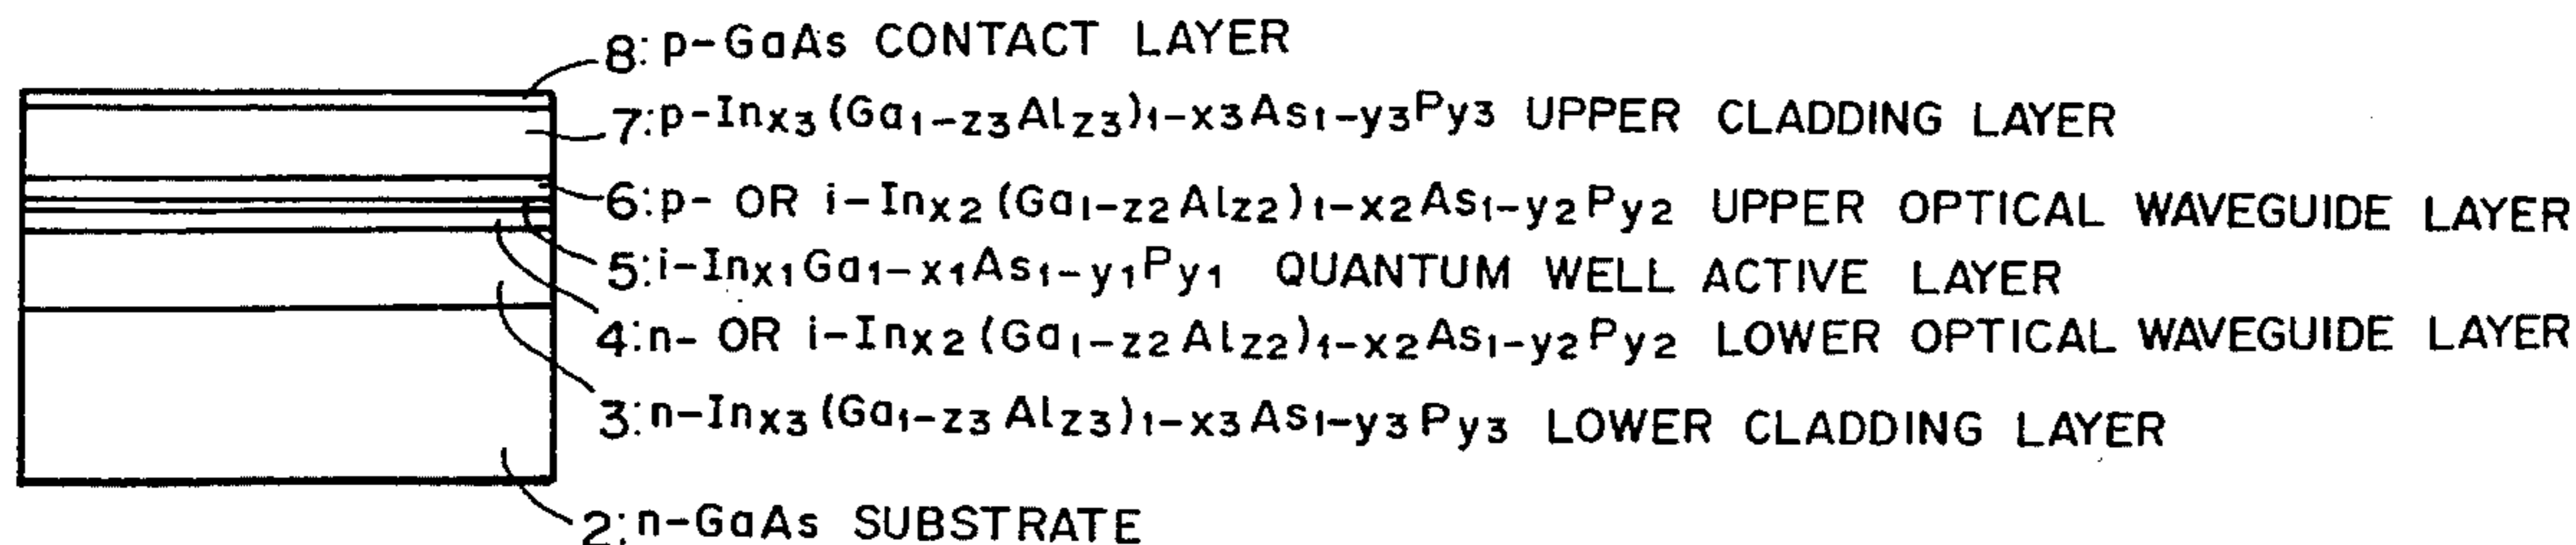 8: p-GaAs CONTACT LAYER
7: p-Inx3(Ga1-z3Alz3)1-x3As1-y3Py3 UPPER CLADDING LAYER
6: p- OR i-Inx2(Ga1-z2Alz2)1-x2As1-y2Py2 UPPER OPTICAL WAVEGUIDE LAYER
5: i-Inx1Ga1-x1As1-y1Py1 QUANTUM WELL ACTIVE LAYER
4: n- OR i-Inx2(Ga1-z2Alz2)1-x2As1-y2Py2 LOWER OPTICAL WAVEGUIDE LAYER
3: n-Inx3(Ga1-z3Alz3)1-x3As1-y3Py3 LOWER CLADDING LAYER
2: n-GaAs SUBSTRATE